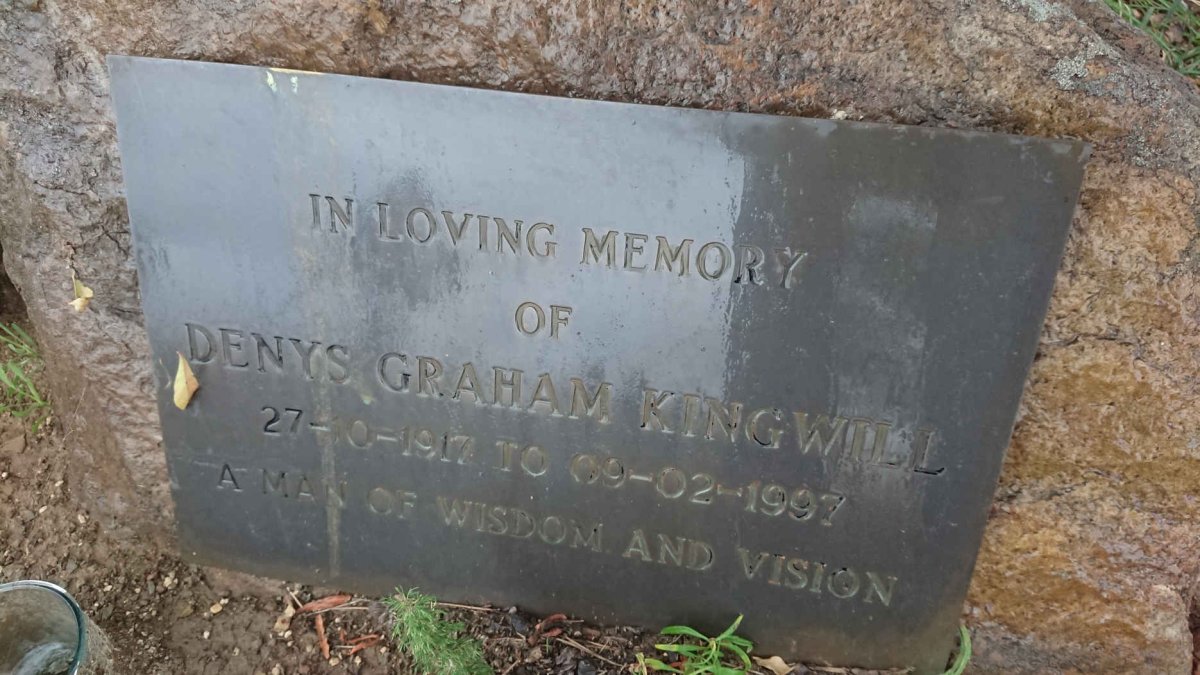 IN LOVING MEMORY
OF
DENYS GRAHAM KINGWILL
27-10-1917 TO 09-02-1997
A MAN OF WISDOM AND VISION